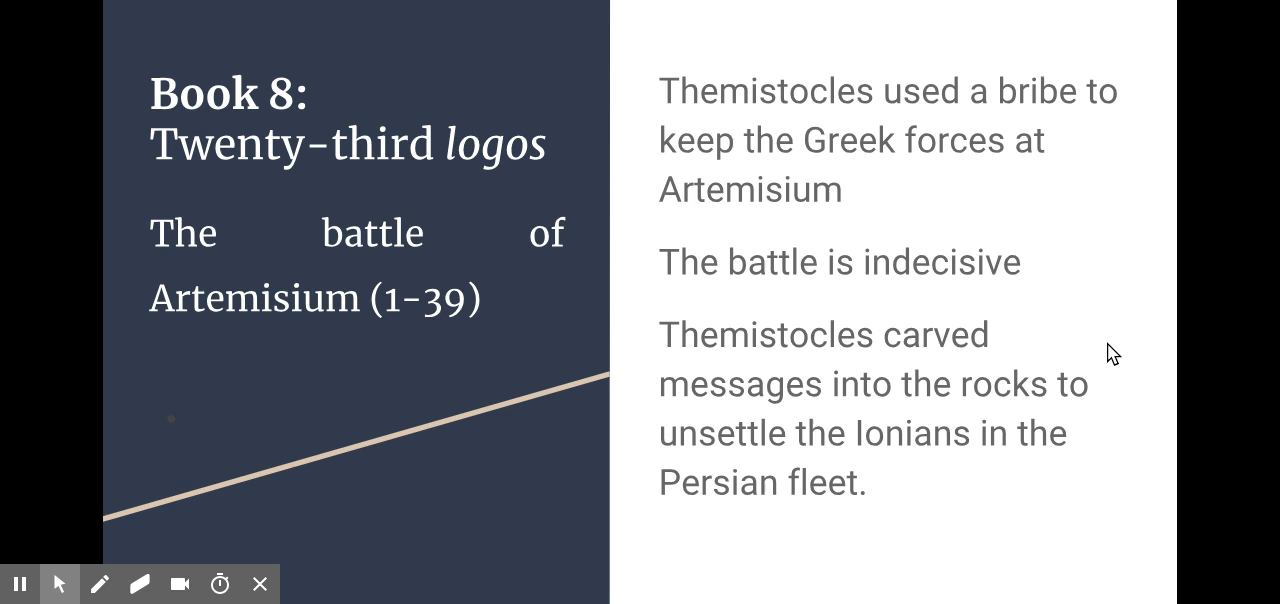 Book 8:
Twenty-third logos
The battle of
Artemisium (1-39)
Themistocles used a bribe to
keep the Greek forces at
Artemisium
The battle is indecisive
Themistocles carved
messages into the rocks to
unsettle the Ionians in the
Persian fleet.